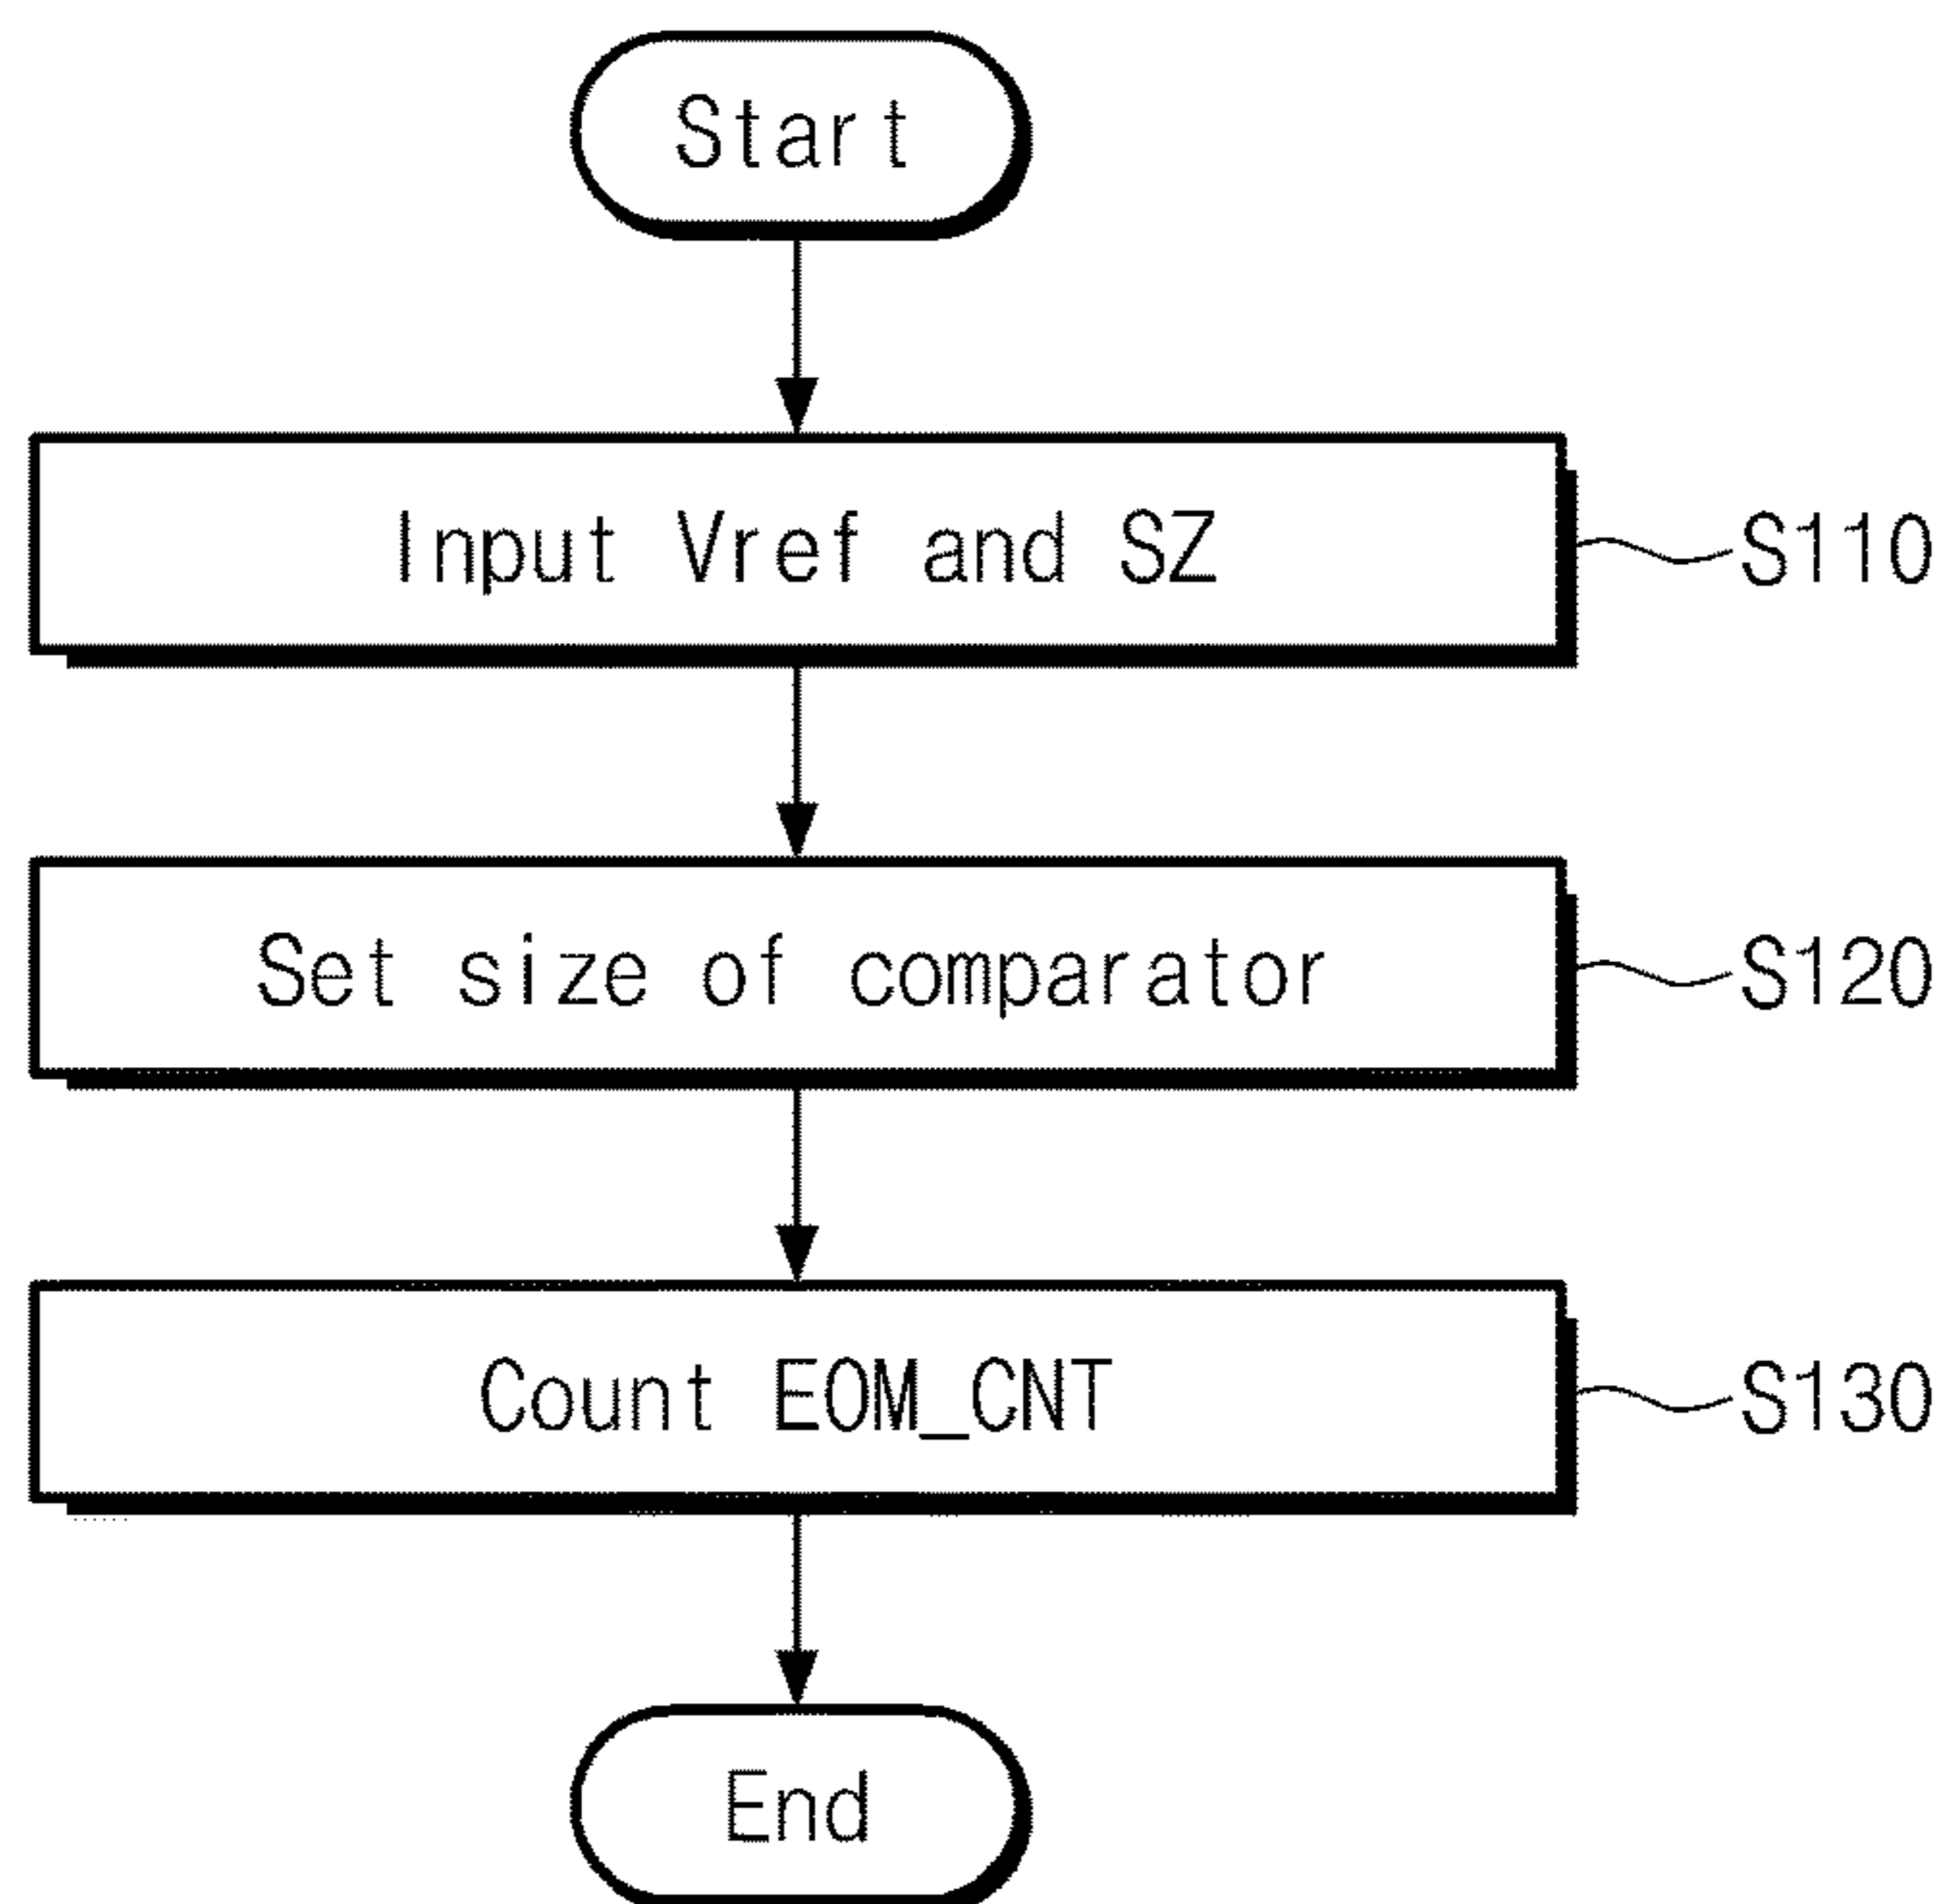 Start
Input Vref and SZ
S110
Set size of comparator
S120
Count EOM_CNT
S130
End